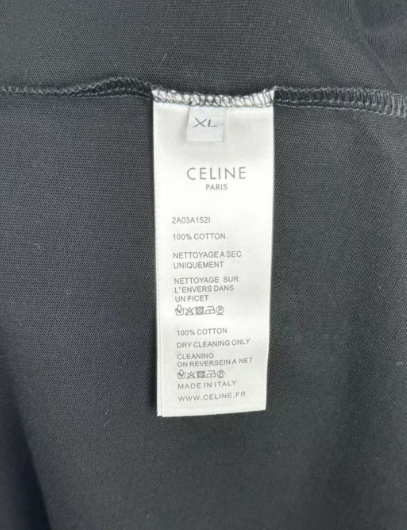 XL
CELINE
PARIS
2A03A152I
100% COTTON
NETTOYAGE A SEC
UNIQUEMENT
NETTOYAGE SUR
L'ENVERS DANS
UN FICET
100% COTTON
DRY CLEANING ONLY
CLEANING
ON REVERSEIN A NET
MADE IN ITALY
WWW.CELINE.FR